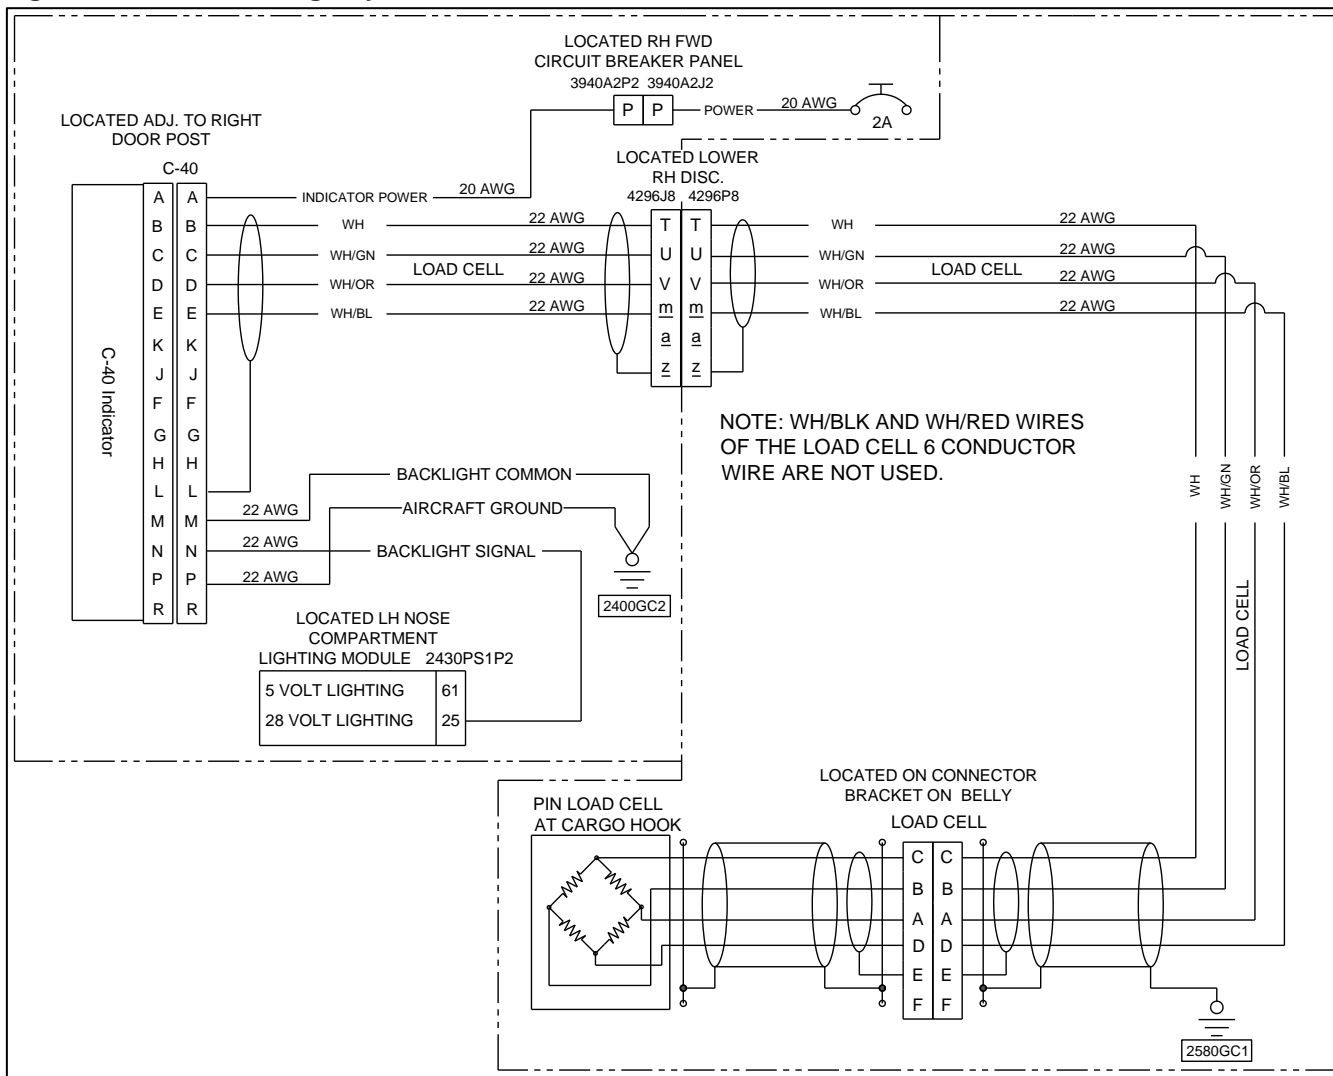 LOCATED RH FWD
CIRCUIT BREAKER PANEL
3940A2P2 3940A2J2
P P POWER 20 AWG
2A
LOCATED ADJ. TO RIGHT
DOOR POST
C-40
LOCATED LOWER
RH DISC.
4296J8 4296P8
A A INDICATOR POWER 20 AWG
B B WH 22 AWG T T WH 22 AWG
C C WH/GN 22 AWG U U WH/GN 22 AWG
LOAD CELL LOAD CELL
D D WH/OR 22 AWG V V WH/OR 22 AWG
E E WH/BL 22 AWG m m WH/BL 22 AWG
K K a a
J J z z
F F
G G
H H
L L
M M 22 AWG BACKLIGHT COMMON
N N 22 AWG BACKLIGHT SIGNAL
P P 22 AWG AIRCRAFT GROUND
R R
C-40 Indicator
2400GC2
NOTE: WH/BLK AND WH/RED WIRES
OF THE LOAD CELL 6 CONDUCTOR
WIRE ARE NOT USED.
WH
WH/GN
WH/OR
WH/BL
LOAD CELL
LOCATED LH NOSE
COMPARTMENT
LIGHTING MODULE 2430PS1P2
5 VOLT LIGHTING 61
28 VOLT LIGHTING 25
PIN LOAD CELL
AT CARGO HOOK
LOCATED ON CONNECTOR
BRACKET ON BELLY
LOAD CELL
C C
B B
A A
D D
E E
F F
2580GC1